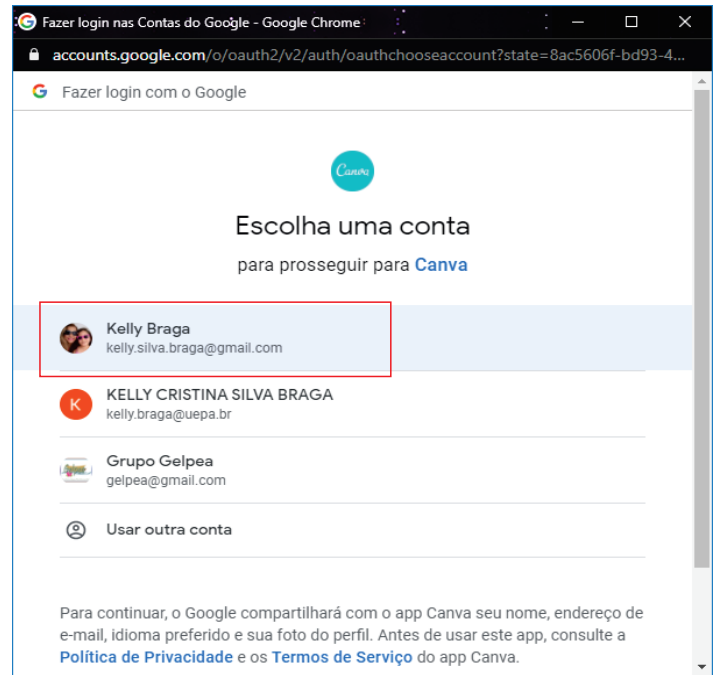 Fazer login nas Contas do Google - Google Chrome
accounts.google.com/o/oauth2/v2/auth/oauthchooseaccount?state=8ac5606f-bd93-4...
Fazer login com o Google
Canva
Escolha uma conta
para prosseguir para Canva
Kelly Braga
kelly.silva.braga@gmail.com
K
KELLY CRISTINA SILVA BRAGA
kelly.braga@uepa.br
Grupo Gelpea
gelpea@gmail.com
Usar outra conta
Para continuar, o Google compartilhará com o app Canva seu nome, endereço de
e-mail, idioma preferido e sua foto do perfil. Antes de usar este app, consulte a
Política de Privacidade e os Termos de Serviço do app Canva.